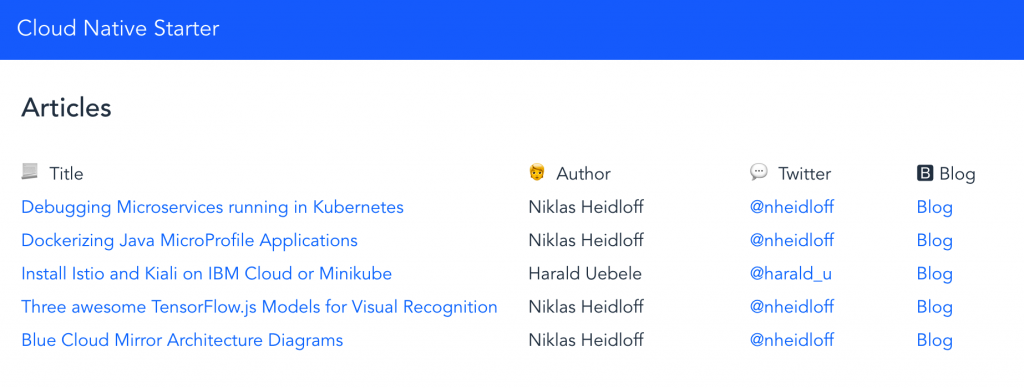 Cloud Native Starter
Articles
Title Author Twitter B Blog
Debugging Microservices running in Kubernetes Niklas Heidloff @nheidloff Blog
Dockerizing Java MicroProfile Applications Niklas Heidloff @nheidloff Blog
Install Istio and Kiali on IBM Cloud or Minikube Harald Uebele @harald_u Blog
Three awesome TensorFlow.js Models for Visual Recognition Niklas Heidloff @nheidloff Blog
Blue Cloud Mirror Architecture Diagrams Niklas Heidloff @nheidloff Blog